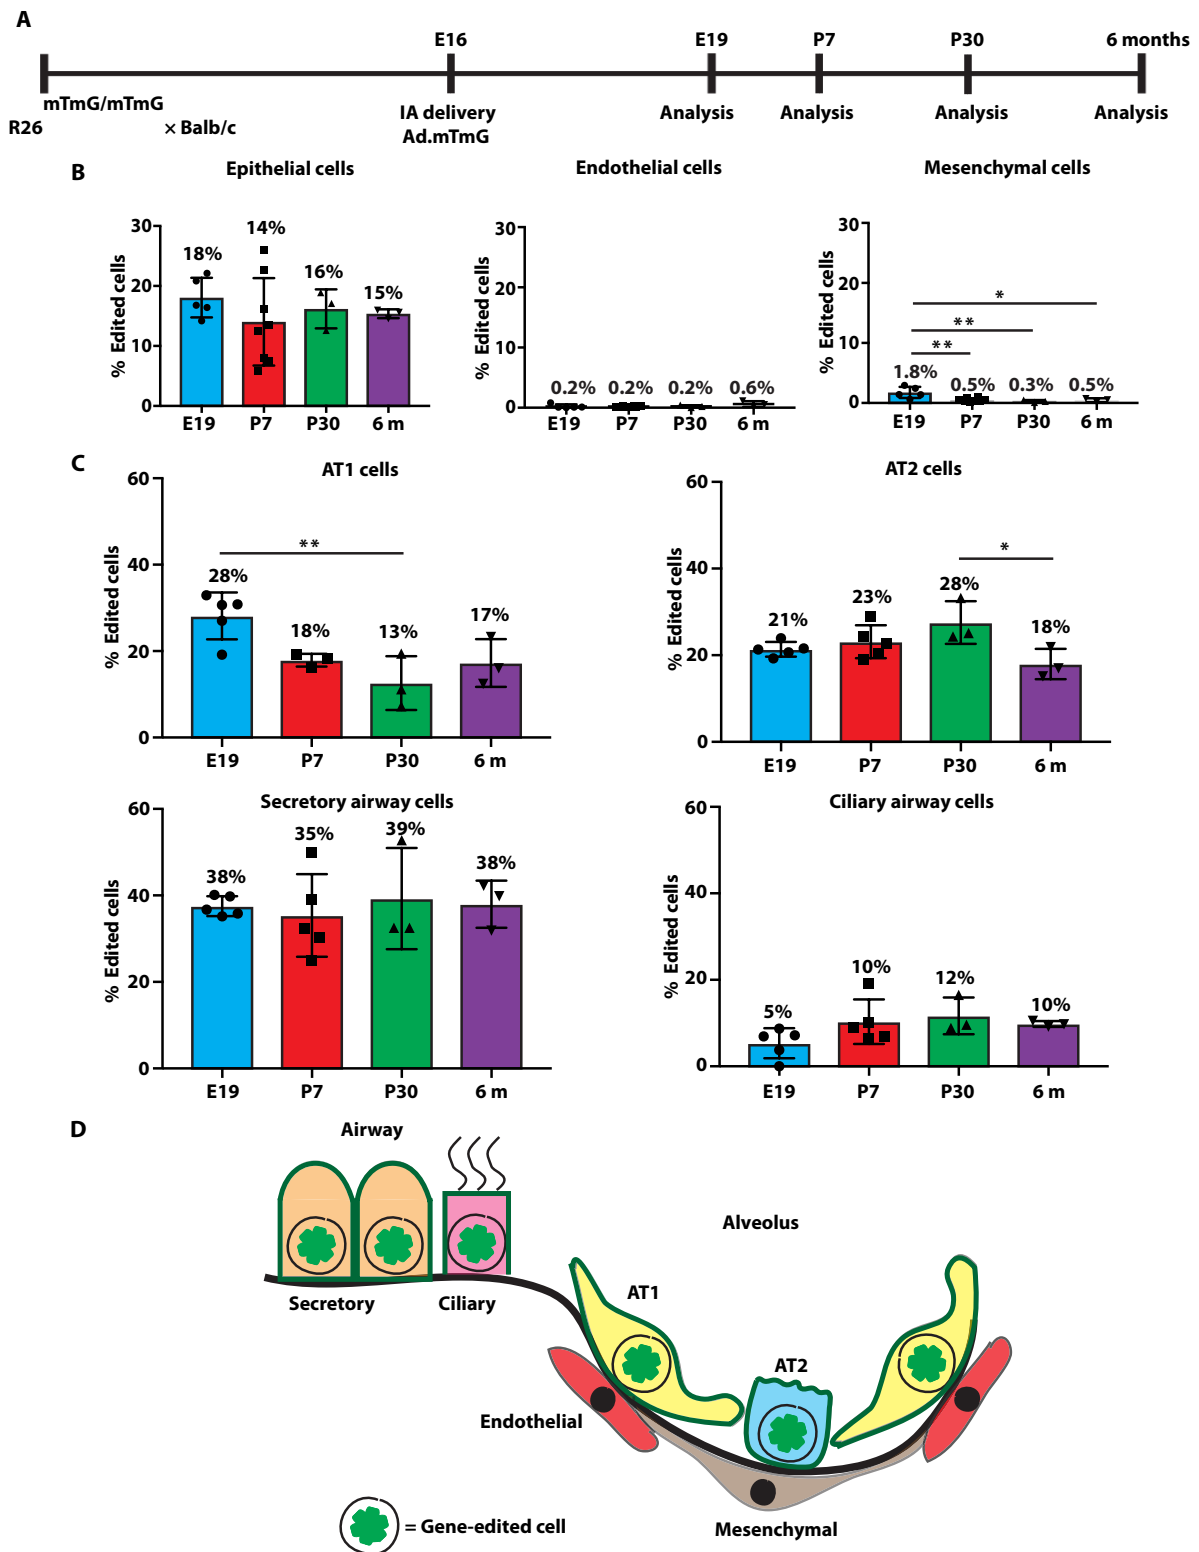 A
E16
E19
P7
P30
6 months
mTmG/mTmG
R26
× Balb/c
IA delivery
Ad.mTmG
Analysis
Analysis
Analysis
Analysis
B
Epithelial cells
Endothelial cells
Mesenchymal cells
% Edited cells
30
20
10
0
18%
14%
16%
15%
E19
P7
P30
6 m
% Edited cells
30
20
10
0
0.2%
0.2%
0.2%
0.6%
E19
P7
P30
6 m
% Edited cells
30
20
10
0
*
**
**
1.8%
0.5%
0.3%
0.5%
E19
P7
P30
6 m
C
AT1 cells
% Edited cells
60
40
20
0
**
28%
18%
13%
17%
E19
P7
P30
6 m
AT2 cells
% Edited cells
60
40
20
0
*
21%
23%
28%
18%
E19
P7
P30
6 m
Secretory airway cells
% Edited cells
60
40
20
0
38%
35%
39%
38%
E19
P7
P30
6 m
Ciliary airway cells
% Edited cells
60
40
20
0
5%
10%
12%
10%
E19
P7
P30
6 m
D
Airway
Alveolus
Secretory
Ciliary
AT1
AT2
Endothelial
Mesenchymal
= Gene-edited cell